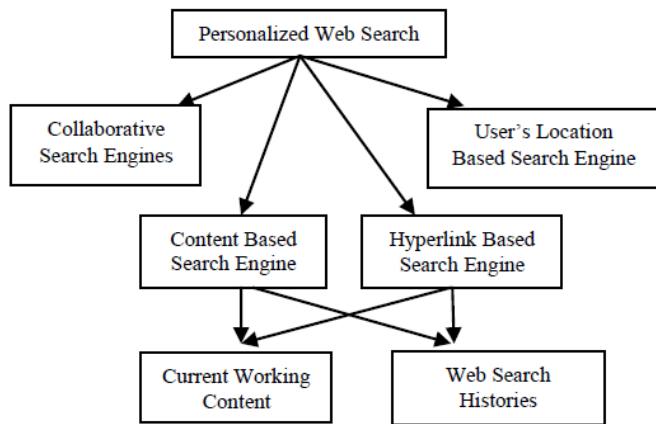 Personalized Web Search
Collaborative
Search Engines
User's Location
Based Search Engine
Content Based
Search Engine
Hyperlink Based
Search Engine
Current Working
Content
Web Search
Histories